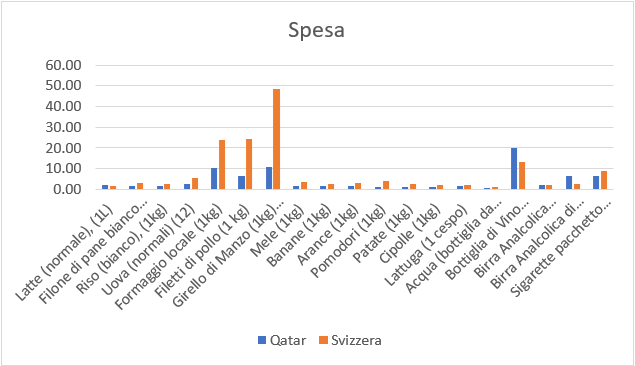 Spesa
60.00
50.00
40.00
30.00
20.00
10.00
0.00
Latte (normale), (1L)
Filone di pane bianco…
Riso (bianco), (1kg)
Uova (normali) (12)
Formaggio locale (1kg)
Filetti di pollo (1 kg)
Girello di Manzo (1kg)…
Mele (1kg)
Banane (1kg)
Arance (1kg)
Pomodori (1kg)
Patate (1kg)
Cipolle (1kg)
Lattuga (1 cespo)
Acqua (bottiglia da…
Bottiglia di Vino…
Birra Analcolica…
Birra Analcolica di…
Sigarette pacchetto…
Qatar Svizzera